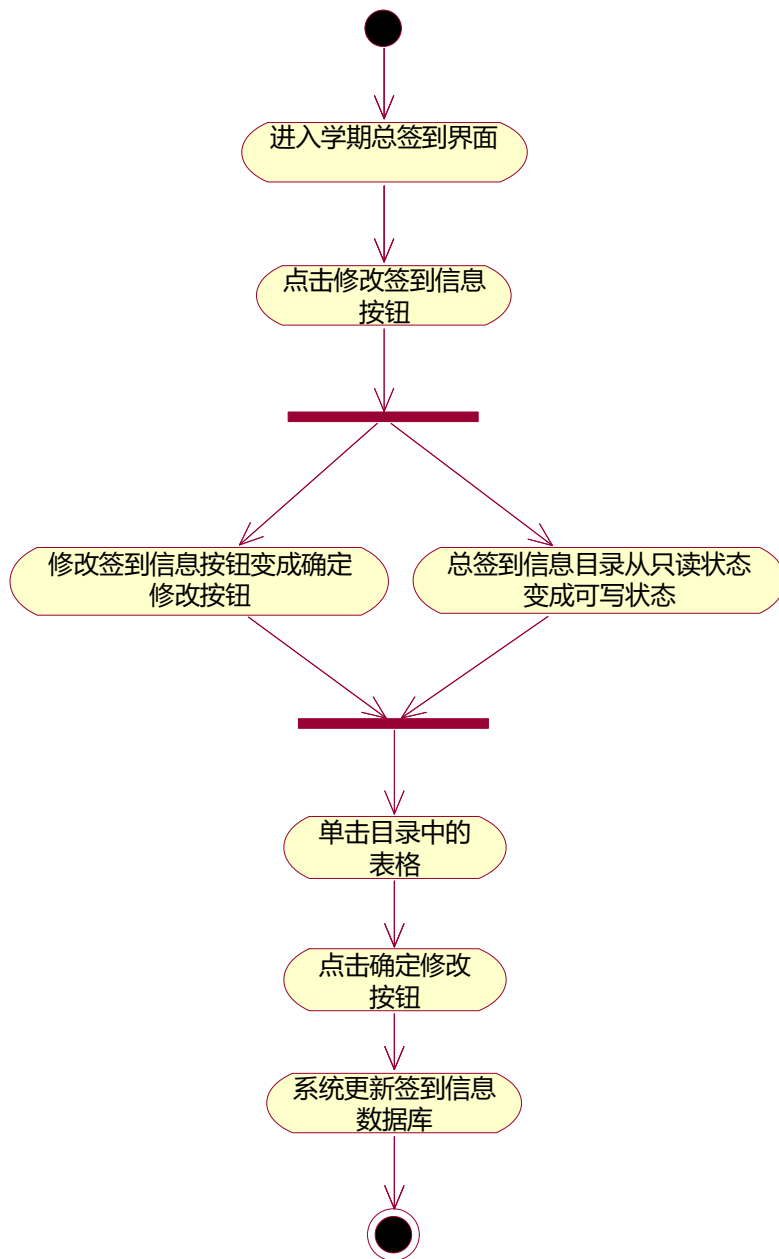 进入学期总签到界面
点击修改签到信息
按钮
修改签到信息按钮变成确定
修改按钮
总签到信息目录从只读状态
变成可写状态
单击目录中的
表格
点击确定修改
按钮
系统更新签到信息
数据库